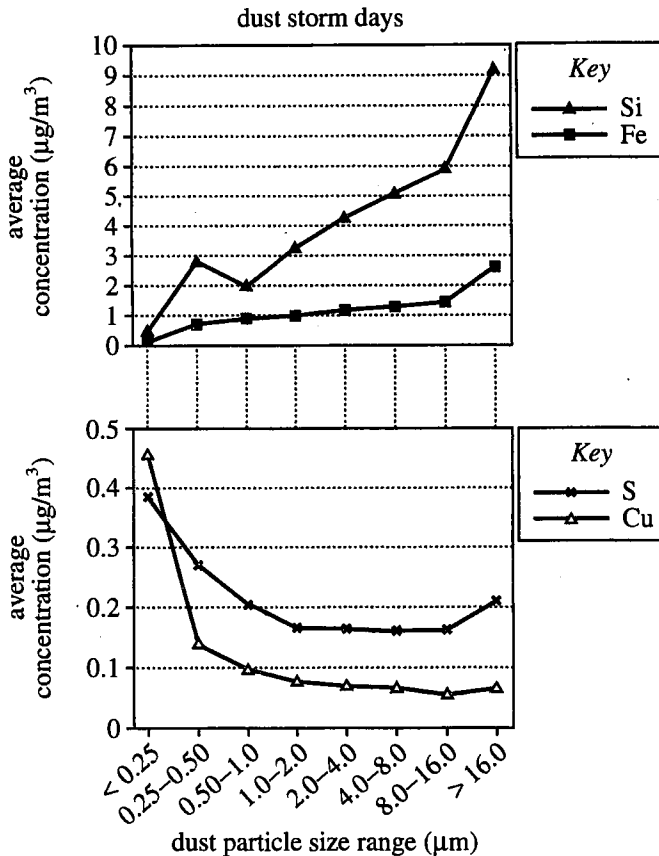 dust storm days
average
concentration (µg/m³)
10
9
8
7
6
5
4
3
2
1
0
Key
Si
Fe
average
concentration (µg/m³)
0.5
0.4
0.3
0.2
0.1
0
Key
S
Cu
< 0.25
0.25–0.50
0.50–1.0
1.0–2.0
2.0–4.0
4.0–8.0
8.0–16.0
> 16.0
dust particle size range (µm)